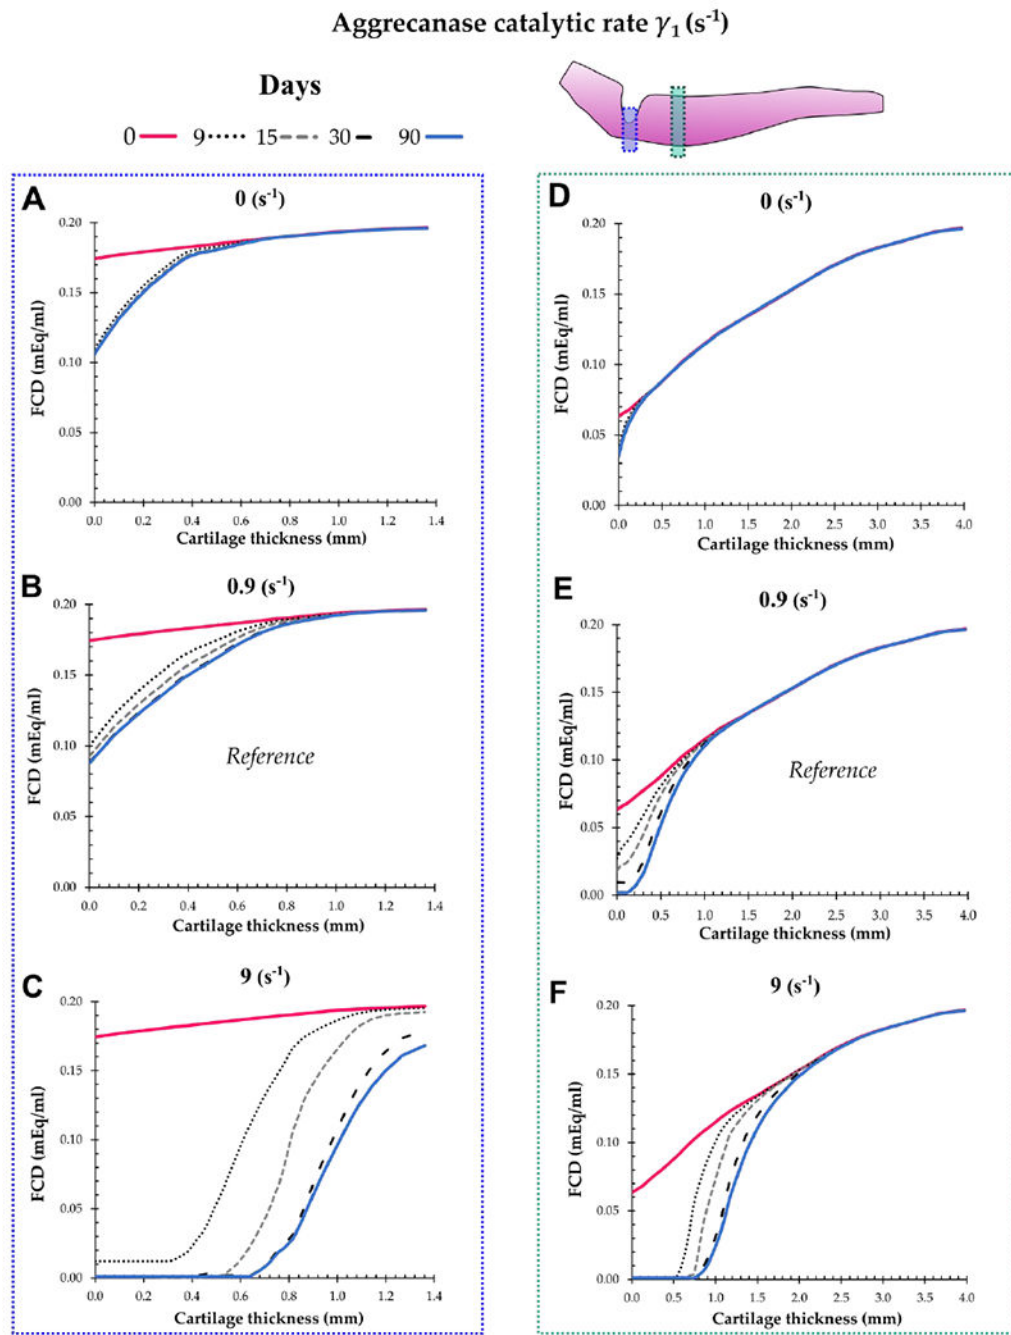 Aggrecanase catalytic rate γ₁ (s⁻¹)
Days
0 9 15 30 90
A
0 (s⁻¹)
FCD (mEq/ml)
0.20
0.15
0.10
0.05
0.00
0.0 0.2 0.4 0.6 0.8 1.0 1.2 1.4
Cartilage thickness (mm)
D
0 (s⁻¹)
FCD (mEq/ml)
0.20
0.15
0.10
0.05
0.00
0.0 0.5 1.0 1.5 2.0 2.5 3.0 3.5 4.0
Cartilage thickness (mm)
B
0.9 (s⁻¹)
FCD (mEq/ml)
0.20
0.15
0.10
0.05
0.00
Reference
0.0 0.2 0.4 0.6 0.8 1.0 1.2 1.4
Cartilage thickness (mm)
E
0.9 (s⁻¹)
FCD (mEq/ml)
0.20
0.15
0.10
0.05
0.00
Reference
0.0 0.5 1.0 1.5 2.0 2.5 3.0 3.5 4.0
Cartilage thickness (mm)
C
9 (s⁻¹)
FCD (mEq/ml)
0.20
0.15
0.10
0.05
0.00
0.0 0.2 0.4 0.6 0.8 1.0 1.2 1.4
Cartilage thickness (mm)
F
9 (s⁻¹)
FCD (mEq/ml)
0.20
0.15
0.10
0.05
0.00
0.0 0.5 1.0 1.5 2.0 2.5 3.0 3.5 4.0
Cartilage thickness (mm)